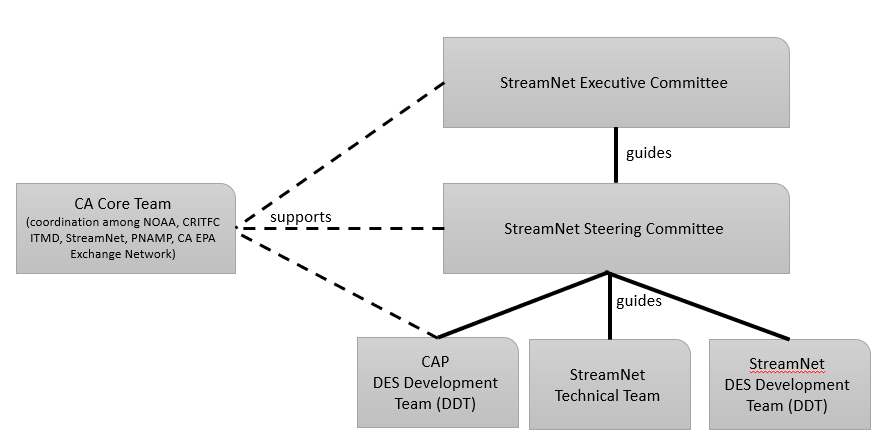 StreamNet Executive Committee
guides
CA Core Team
(coordination among NOAA, CRITFC
ITMD, StreamNet, PNAMP, CA EPA
Exchange Network)
supports
StreamNet Steering Committee
guides
CAP
DES Development
Team (DDT)
StreamNet
Technical Team
StreamNet
DES Development
Team (DDT)